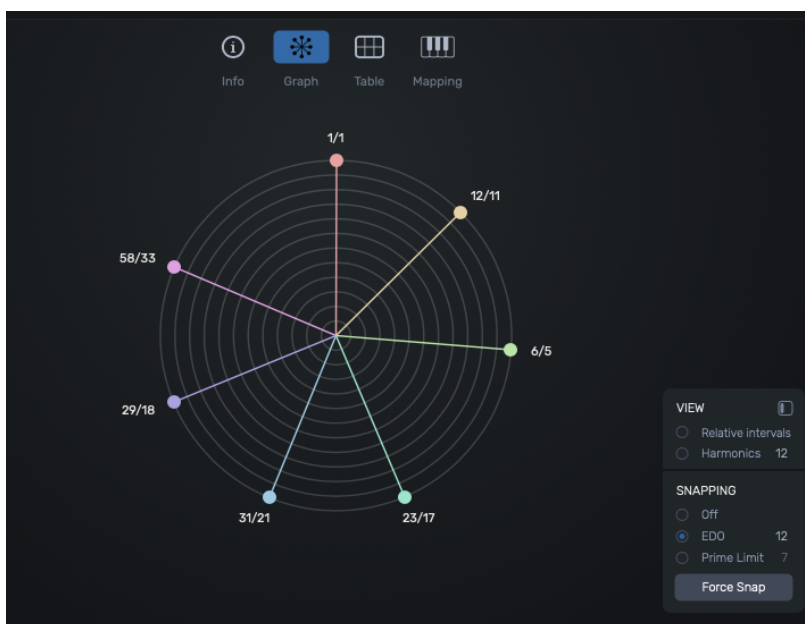 Info
Graph
Table
Mapping
1/1
12/11
58/33
6/5
29/18
31/21
23/17
VIEW
Relative intervals
Harmonics 12
SNAPPING
Off
EDO 12
Prime Limit 7
Force Snap